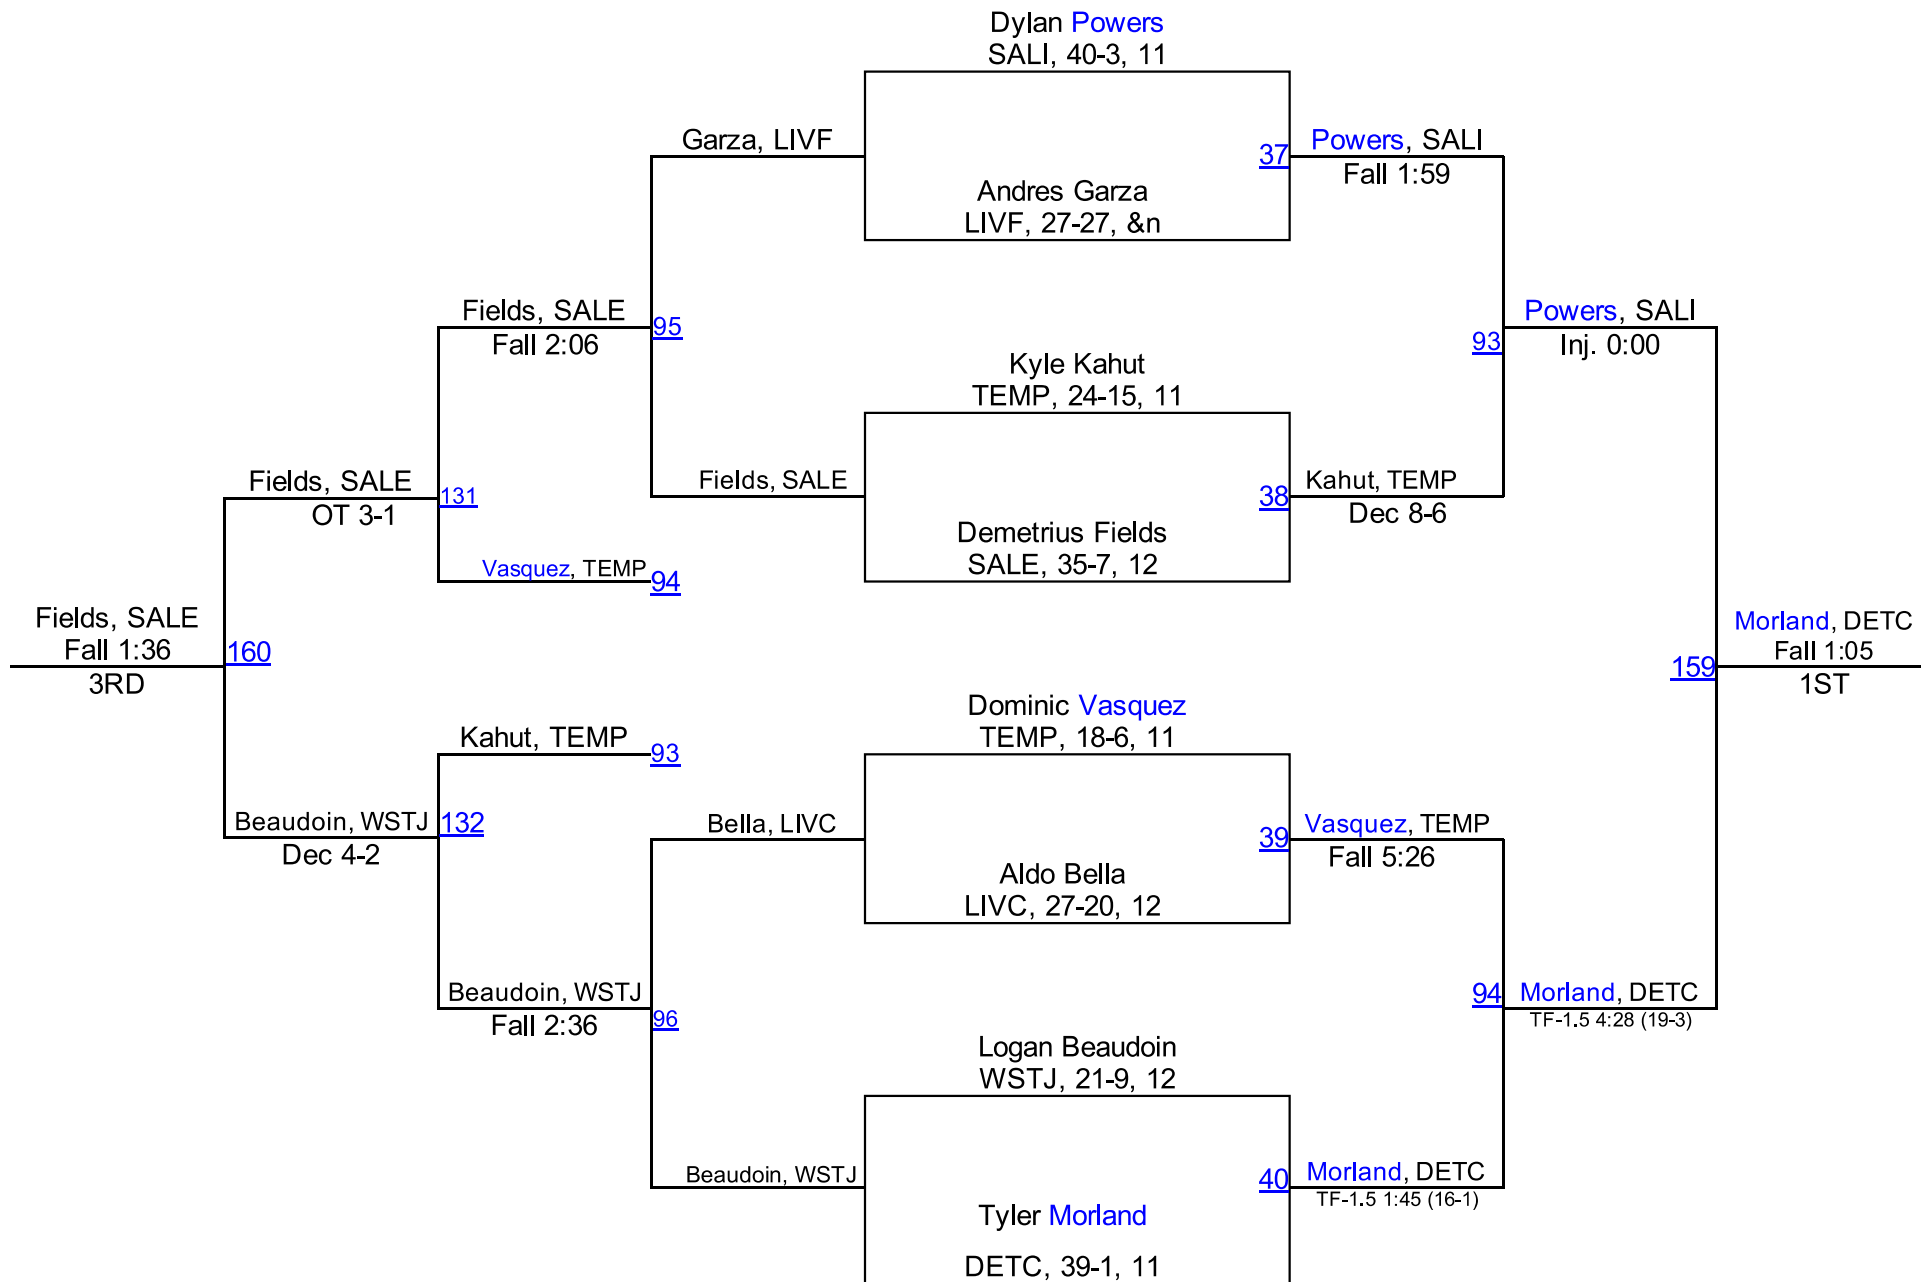 Dylan Powers
SALI, 40-3, 11
Garza, LIVF
37
Powers, SALI
Fall 1:59
Andres Garza
LIVF, 27-27, &n
Fields, SALE
Fall 2:06
95
Powers, SALI
Inj. 0:00
93
Kyle Kahut
TEMP, 24-15, 11
Fields, SALE
OT 3-1
131
Fields, SALE
38
Kahut, TEMP
Dec 8-6
Demetrius Fields
SALE, 35-7, 12
Vasquez, TEMP
94
Fields, SALE
Fall 1:36
3RD
160
Morland, DETC
Fall 1:05
1ST
159
Dominic Vasquez
TEMP, 18-6, 11
Kahut, TEMP
93
Beaudoin, WSTJ
Dec 4-2
132
Bella, LIVC
39
Vasquez, TEMP
Fall 5:26
Aldo Bella
LIVC, 27-20, 12
Beaudoin, WSTJ
Fall 2:36
96
94
Morland, DETC
TF-1.5 4:28 (19-3)
Logan Beaudoin
WSTJ, 21-9, 12
Beaudoin, WSTJ
40
Morland, DETC
TF-1.5 1:45 (16-1)
Tyler Morland
DETC, 39-1, 11